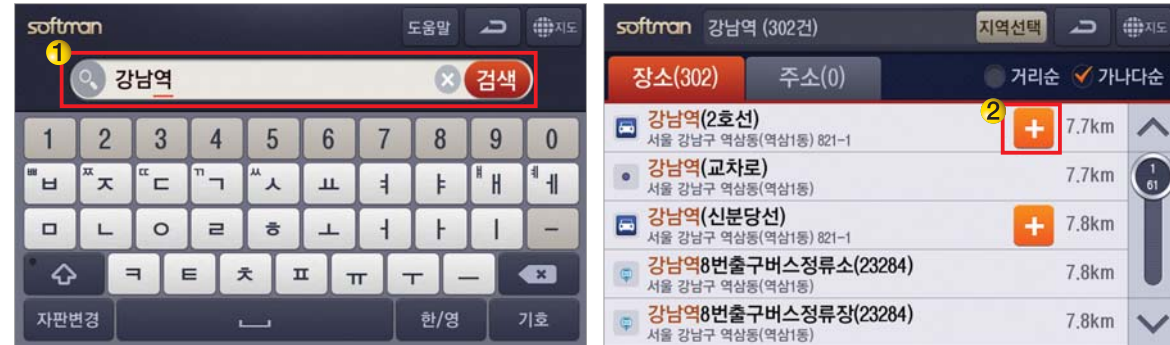 softman 도움말 지도
1
강남역 검색
1 2 3 4 5 6 7 8 9 0
ㅃ ㅂ ㅉ ㅈ ㄸ ㄷ ㄲ ㄱ ㅆ ㅅ ㅛ ㅕ ㅑ ㅒ ㅐ ㅖ ㅔ
ㅁ ㄴ ㅇ ㄹ ㅎ ㅗ ㅓ ㅏ ㅣ -
ㅋ ㅌ ㅊ ㅍ ㅠ ㅜ ㅡ
자판변경 한/영 기호
softman 강남역 (302건) 지역선택 지도
장소(302) 주소(0) 거리순 가나다순
강남역(2호선) 2 + 7.7km
서울 강남구 역삼동(역삼1동) 821-1
강남역(교차로) 7.7km
서울 강남구 역삼동(역삼1동)
강남역(신분당선) + 7.8km
서울 강남구 역삼동(역삼1동) 821-1
강남역8번출구버스정류소(23284) 7.8km
서울 강남구 역삼동(역삼1동)
강남역8번출구버스정류장(23284) 7.8km
서울 강남구 역삼동(역삼1동)
1
61